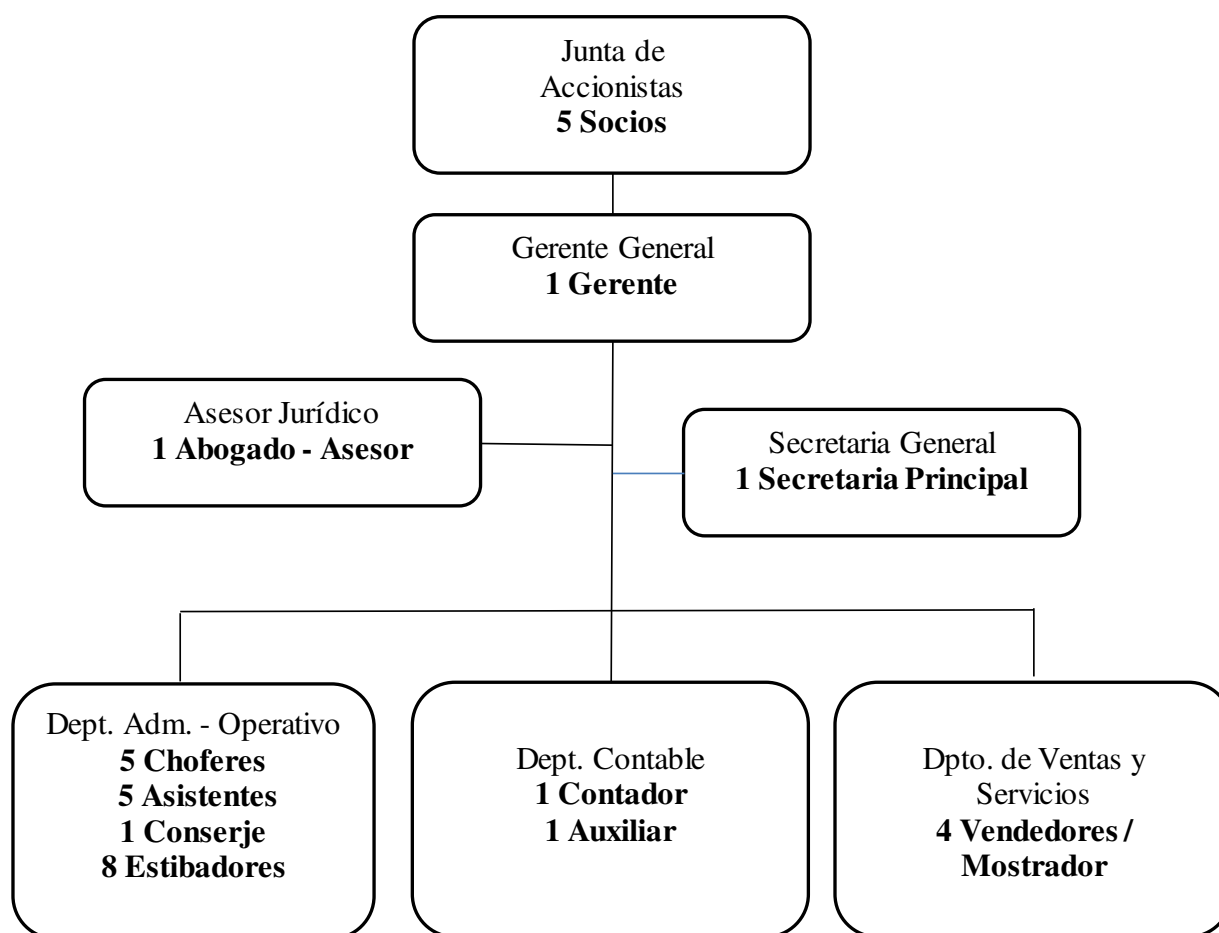 Junta de
Accionistas
5 Socios
Gerente General
1 Gerente
Asesor Jurídico
1 Abogado - Asesor
Secretaria General
1 Secretaria Principal
Dept. Adm. - Operativo
5 Choferes
5 Asistentes
1 Conserje
8 Estibadores
Dept. Contable
1 Contador
1 Auxiliar
Dpto. de Ventas y
Servicios
4 Vendedores /
Mostrador